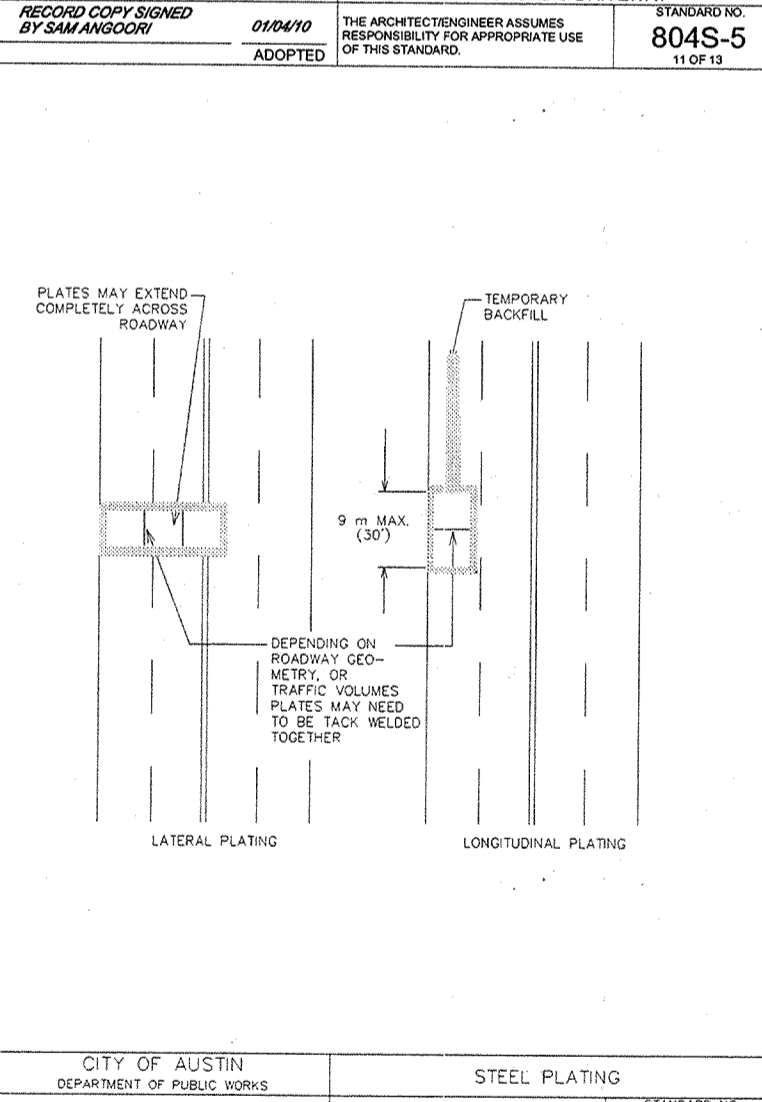 RECORD COPY SIGNED
BY SAM ANGOORI
01/04/10
ADOPTED
THE ARCHITECT/ENGINEER ASSUMES
RESPONSIBILITY FOR APPROPRIATE USE
OF THIS STANDARD.
STANDARD NO.
804S-5
11 OF 13
PLATES MAY EXTEND
COMPLETELY ACROSS
ROADWAY
TEMPORARY
BACKFILL
9 m MAX.
(30')
DEPENDING ON
ROADWAY GEO-
METRY, OR
TRAFFIC VOLUMES
PLATES MAY NEED
TO BE TACK WELDED
TOGETHER
LATERAL PLATING
LONGITUDINAL PLATING
CITY OF AUSTIN
DEPARTMENT OF PUBLIC WORKS
STEEL PLATING
STANDARD NO.